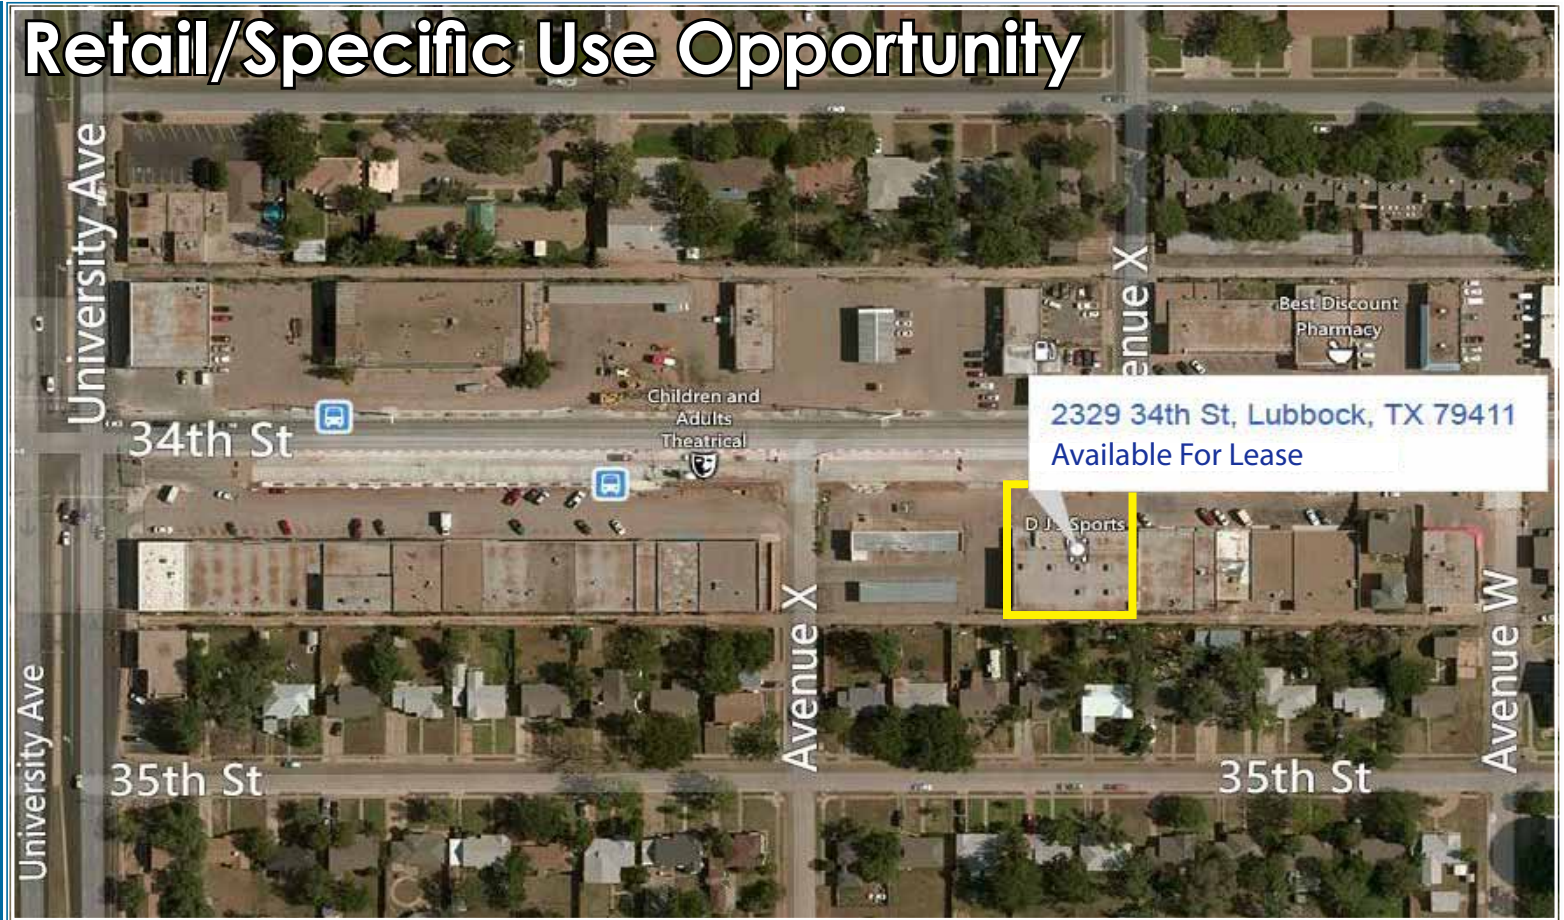 Retail/Specific Use Opportunity
University Ave
enue X
Best Discount
Pharmacy
Children and
Adults
Theatrical
34th St
2329 34th St, Lubbock, TX 79411
Available For Lease
D J's Sports
Avenue X
Avenue W
University Ave
35th St
35th St